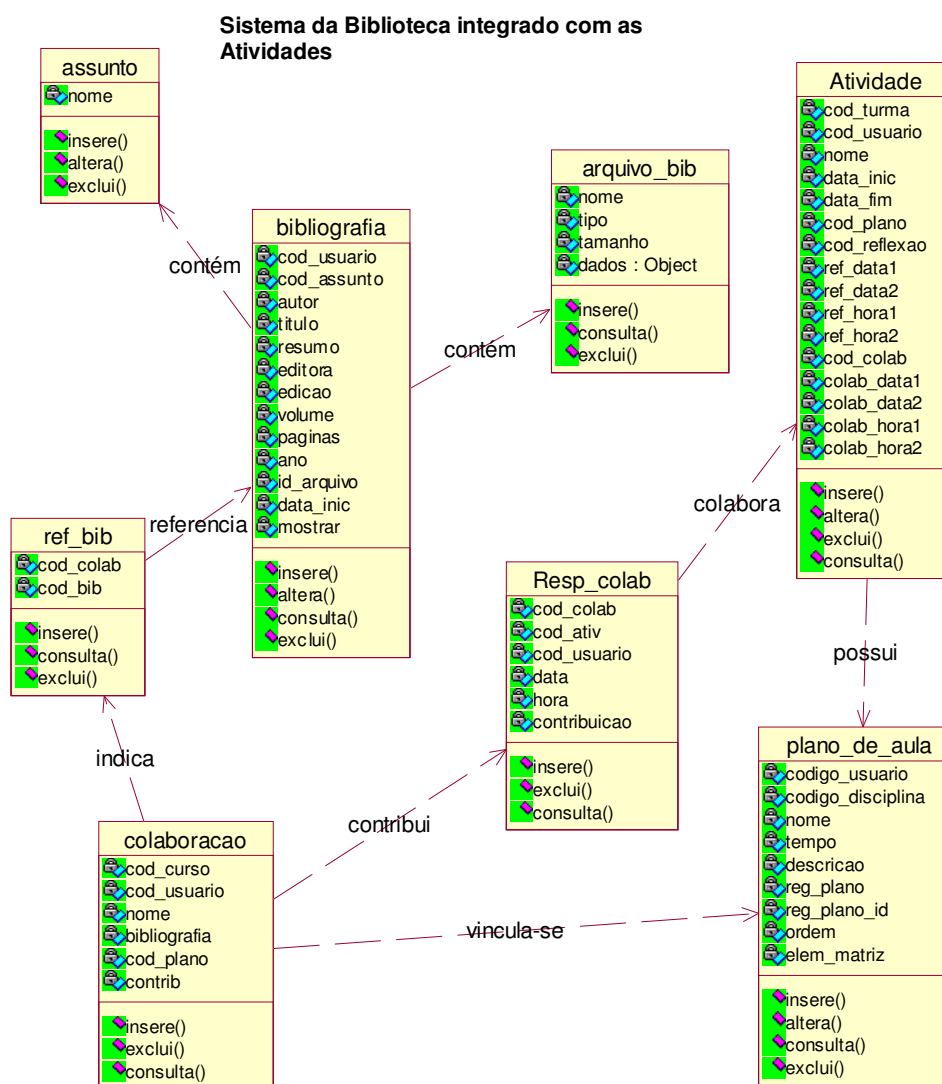 Sistema da Biblioteca integrado com as
Atividades
assunto
nome
insere()
altera()
exclui()
contém
bibliografia
cod_usuario
cod_assunto
autor
titulo
resumo
editora
edicao
volume
paginas
ano
id_arquivo
data_inic
mostrar
insere()
altera()
consulta()
exclui()
contém
arquivo_bib
nome
tipo
tamanho
dados : Object
insere()
consulta()
exclui()
Atividade
cod_turma
cod_usuario
nome
data_inic
data_fim
cod_plano
cod_reflexao
ref_data1
ref_data2
ref_hora1
ref_hora2
cod_colab
colab_data1
colab_data2
colab_hora1
colab_hora2
insere()
altera()
exclui()
consulta()
referencia
colabora
ref_bib
cod_colab
cod_bib
insere()
consulta()
exclui()
Resp_colab
cod_colab
cod_ativ
cod_usuario
data
hora
contribuicao
insere()
exclui()
consulta()
possui
indica
contribui
plano_de_aula
codigo_usuario
codigo_disciplina
nome
tempo
descricao
reg_plano
reg_plano_id
ordem
elem_matriz
insere()
altera()
consulta()
exclui()
colaboracao
cod_curso
cod_usuario
nome
bibliografia
cod_plano
contrib
insere()
exclui()
consulta()
vincula-se